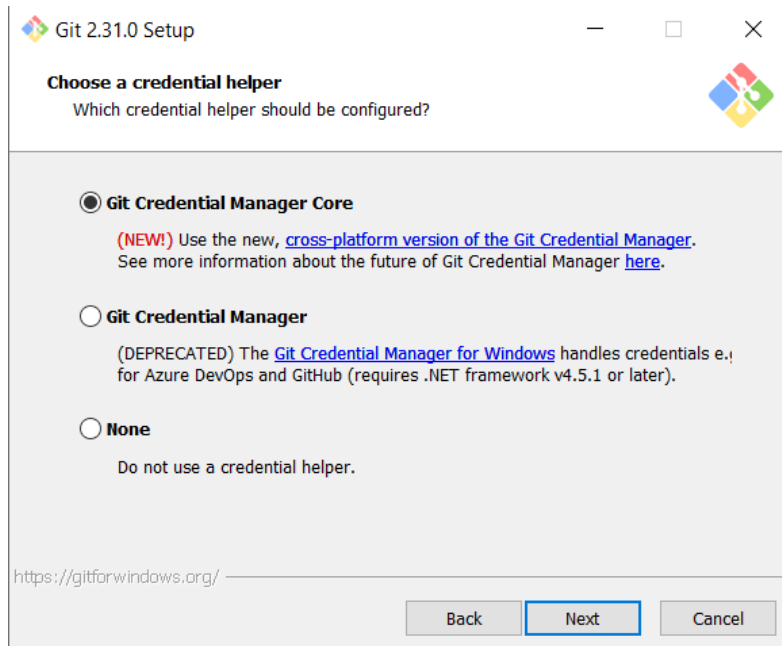 Git 2.31.0 Setup
Choose a credential helper
Which credential helper should be configured?
Git Credential Manager Core
(NEW!) Use the new, cross-platform version of the Git Credential Manager.
See more information about the future of Git Credential Manager here.
Git Credential Manager
(DEPRECATED) The Git Credential Manager for Windows handles credentials e.g
for Azure DevOps and GitHub (requires .NET framework v4.5.1 or later).
None
Do not use a credential helper.
https://gitforwindows.org/
Back Next Cancel